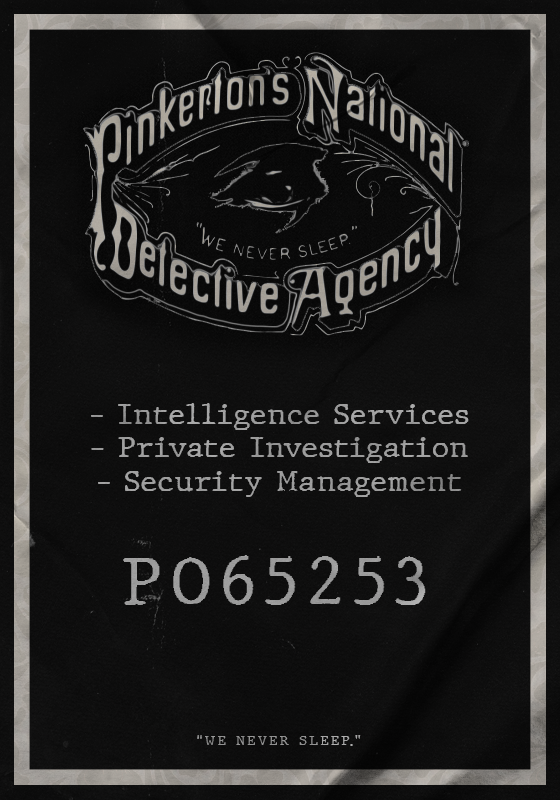 Pinkerton's National
"WE NEVER SLEEP."
Detective Agency
- Intelligence Services
- Private Investigation
- Security Management
PO65253
"WE NEVER SLEEP."